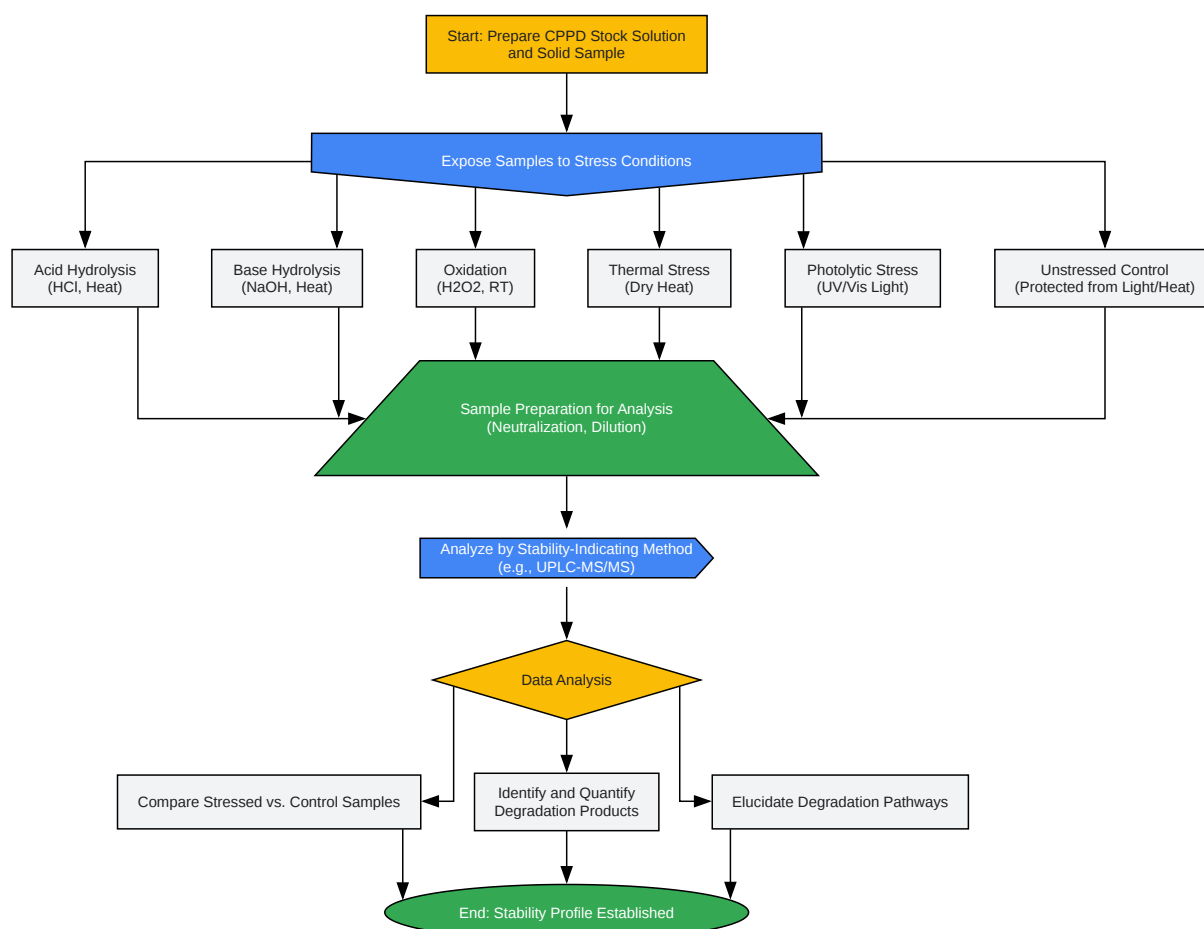 Start: Prepare CPPD Stock Solution
and Solid Sample
Expose Samples to Stress Conditions
Acid Hydrolysis
(HCl, Heat)
Base Hydrolysis
(NaOH, Heat)
Oxidation
(H2O2, RT)
Thermal Stress
(Dry Heat)
Photolytic Stress
(UV/Vis Light)
Unstressed Control
(Protected from Light/Heat)
Sample Preparation for Analysis
(Neutralization, Dilution)
Analyze by Stability-Indicating Method
(e.g., UPLC-MS/MS)
Data Analysis
Compare Stressed vs. Control Samples
Identify and Quantify
Degradation Products
Elucidate Degradation Pathways
End: Stability Profile Established